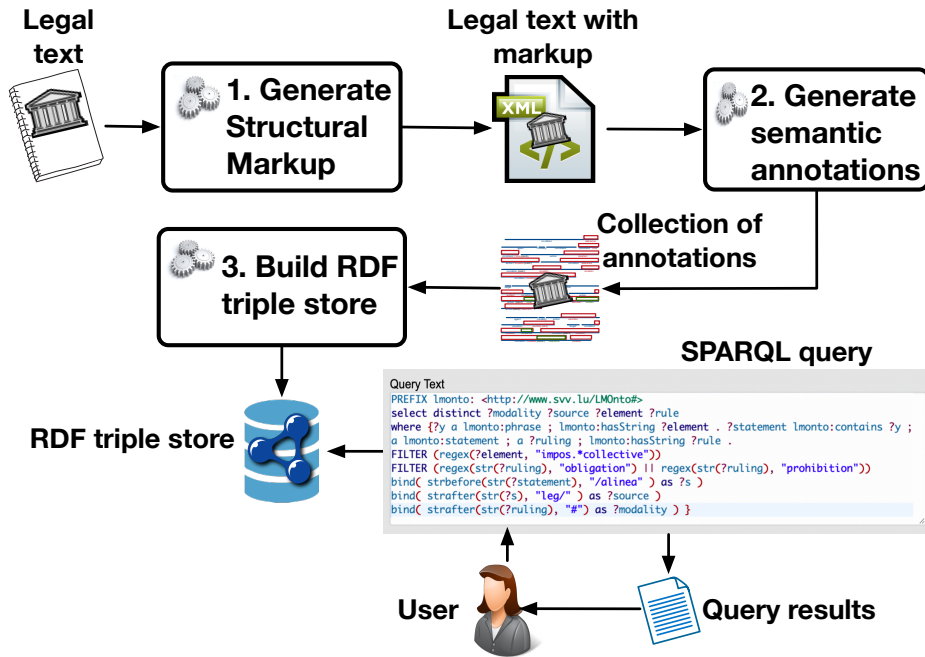 Legal
text
1. Generate
Structural
Markup
Legal text with
markup
XML
2. Generate
semantic
annotations
Collection of
annotations
3. Build RDF
triple store
SPARQL query
RDF triple store
Query Text
PREFIX lmonto: <http://www.svv.lu/LMOnto#>
select distinct ?modality ?source ?element ?rule
where {?y a lmonto:phrase ; lmonto:hasString ?element . ?statement lmonto:contains ?y ;
a lmonto:statement ; a ?ruling ; lmonto:hasString ?rule .
FILTER (regex(?element, "impos.*collective"))
FILTER (regex(str(?ruling), "obligation") || regex(str(?ruling), "prohibition"))
bind( strbefore(str(?statement), "/alinea" ) as ?s )
bind( strafter(str(?s), "leg/" ) as ?source )
bind( strafter(str(?ruling), "#") as ?modality ) }
User
Query results